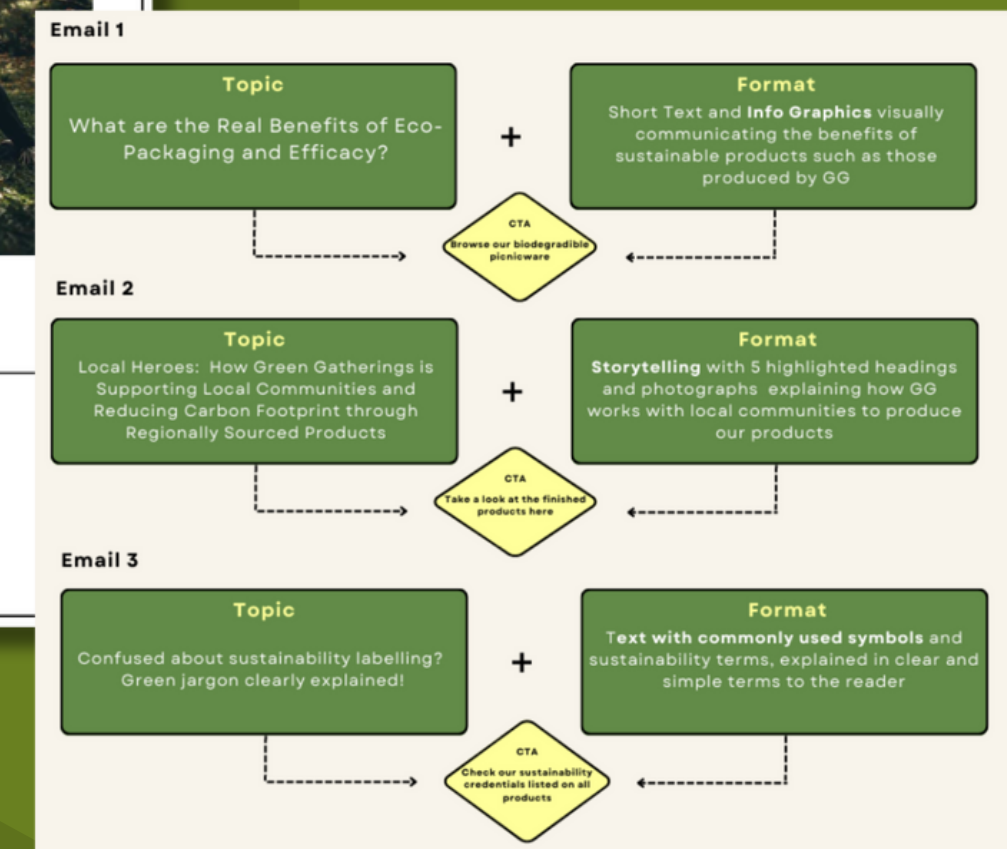 Email 1
Topic
What are the Real Benefits of Eco-
Packaging and Efficacy?
+
Format
Short Text and Info Graphics visually
communicating the benefits of
sustainable products such as those
produced by GG
CTA
Browse our biodegradible
picnicware
Email 2
Topic
Local Heroes: How Green Gatherings is
Supporting Local Communities and
Reducing Carbon Footprint through
Regionally Sourced Products
+
Format
Storytelling with 5 highlighted headings
and photographs explaining how GG
works with local communities to produce
our products
CTA
Take a look at the finished
products here
Email 3
Topic
Confused about sustainability labelling?
Green jargon clearly explained!
+
Format
Text with commonly used symbols and
sustainability terms, explained in clear and
simple terms to the reader
CTA
Check our sustainability
credentials listed on all
products